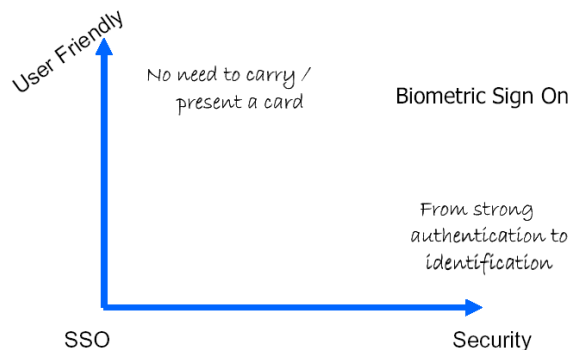 User Friendly
No need to carry /
present a card
Biometric Sign On
From strong
authentication to
identification
SSO
Security